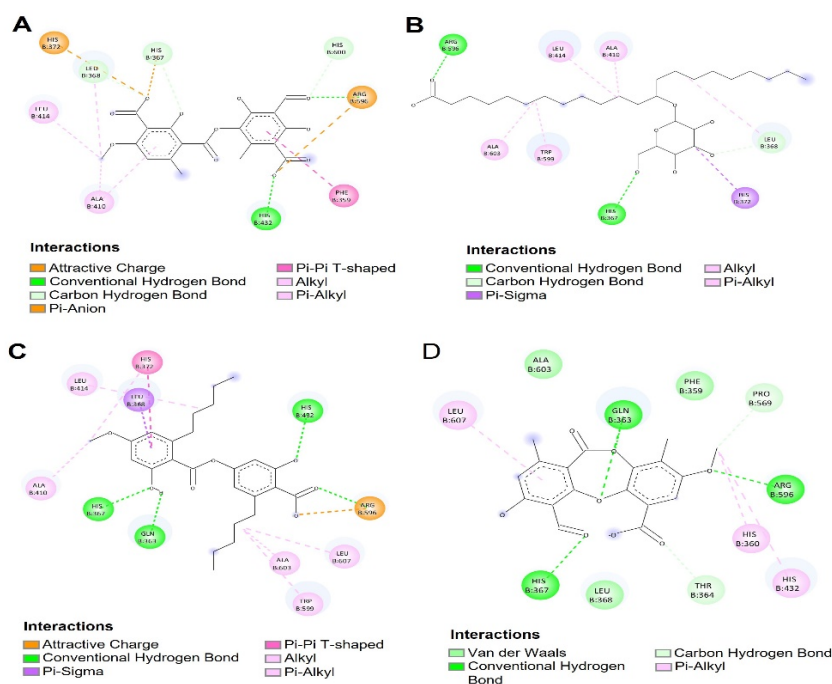 A
HIS
B:372
HIS
B:367
HIS
B:600
LEU
B:368
ARG
B:596
LEU
B:414
ALA
B:410
PHE
B:359
HIS
B:432
Interactions
Attractive Charge
Conventional Hydrogen Bond
Carbon Hydrogen Bond
Pi-Anion
Pi-Pi T-shaped
Alkyl
Pi-Alkyl
B
ARG
B:596
LEU
B:414
ALA
B:410
ALA
B:603
TRP
B:599
LEU
B:368
HIS
B:367
HIS
B:372
Interactions
Conventional Hydrogen Bond
Carbon Hydrogen Bond
Pi-Sigma
Alkyl
Pi-Alkyl
C
HIS
B:372
LEU
B:414
LEU
B:368
HIS
B:432
ALA
B:410
HIS
B:367
GLN
B:363
ARG
B:596
LEU
B:607
ALA
B:603
TRP
B:599
Interactions
Attractive Charge
Conventional Hydrogen Bond
Pi-Sigma
Pi-Pi T-shaped
Alkyl
Pi-Alkyl
D
ALA
B:603
PHE
B:359
PRO
B:569
LEU
B:607
GLN
B:363
ARG
B:596
HIS
B:360
HIS
B:432
HIS
B:367
LEU
B:368
THR
B:364
Interactions
Van der Waals
Conventional Hydrogen
Bond
Carbon Hydrogen Bond
Pi-Alkyl